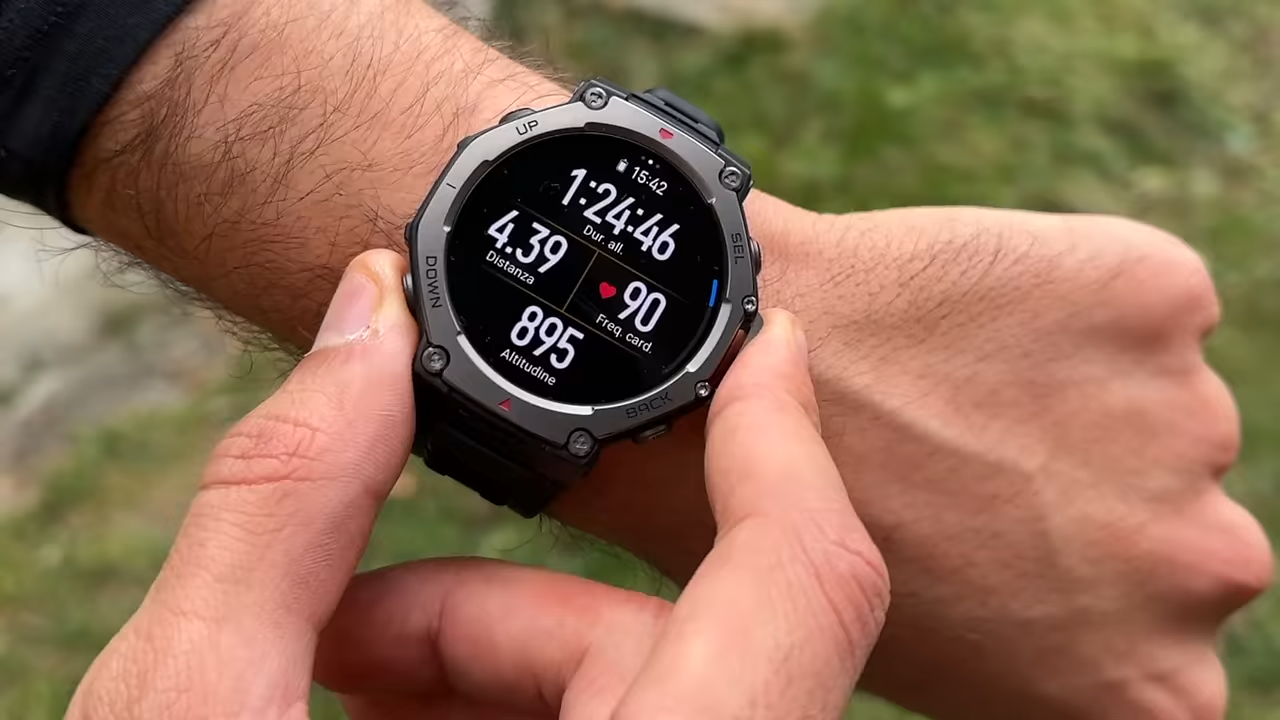 UP
15:42
1:24:46
Dur. all.
4.39
Distanza
90
Freq. card.
895
Altitudine
SEL
DOWN
BACK